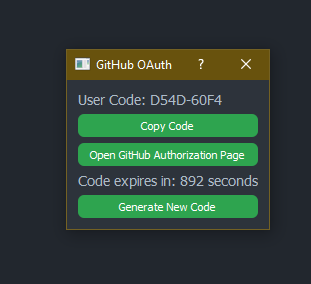 GitHub OAuth ?
User Code: D54D-60F4
Copy Code
Open GitHub Authorization Page
Code expires in: 892 seconds
Generate New Code